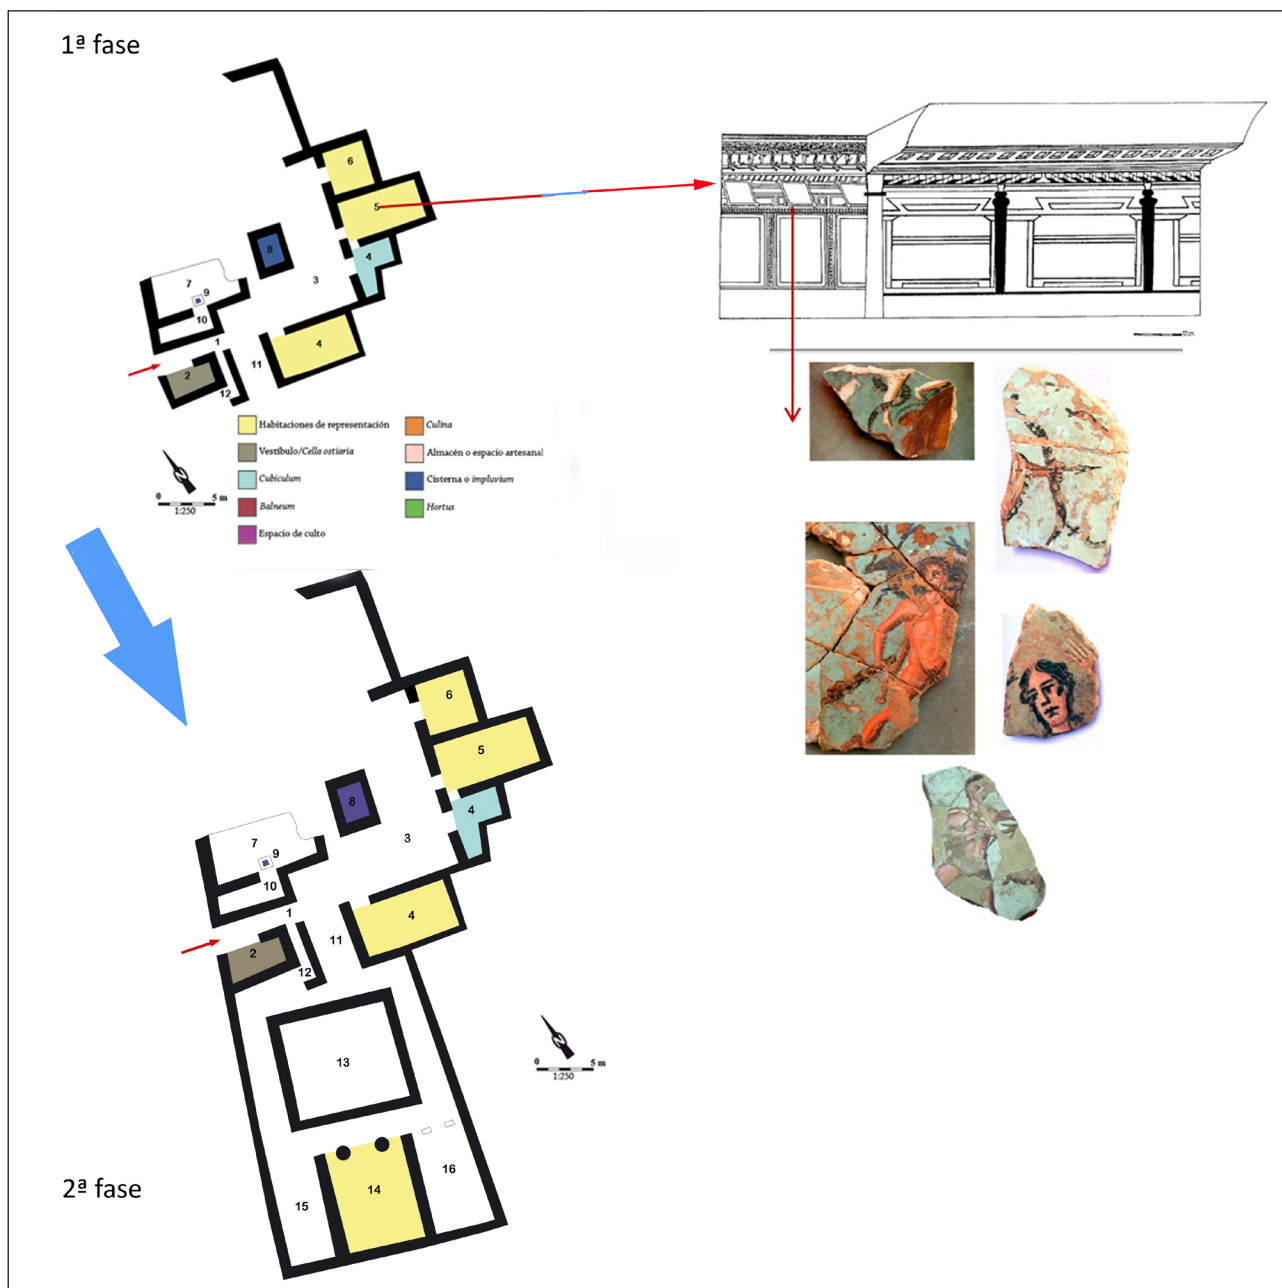 1ª fase
6
5
8
4
7
3
9
10
1
4
11
2
12
Habitaciones de representación
Culina
Vestíbulo/Cella ostiaria
Almacén o espacio artesanal
Cubiculum
Cisterna o impluvium
Balneum
Hortus
Espacio de culto
N
0 5 m
1:250
6
5
8
4
7
3
9
10
4
1
11
2
12
N
0 5 m
1:250
13
16
14
15
2ª fase